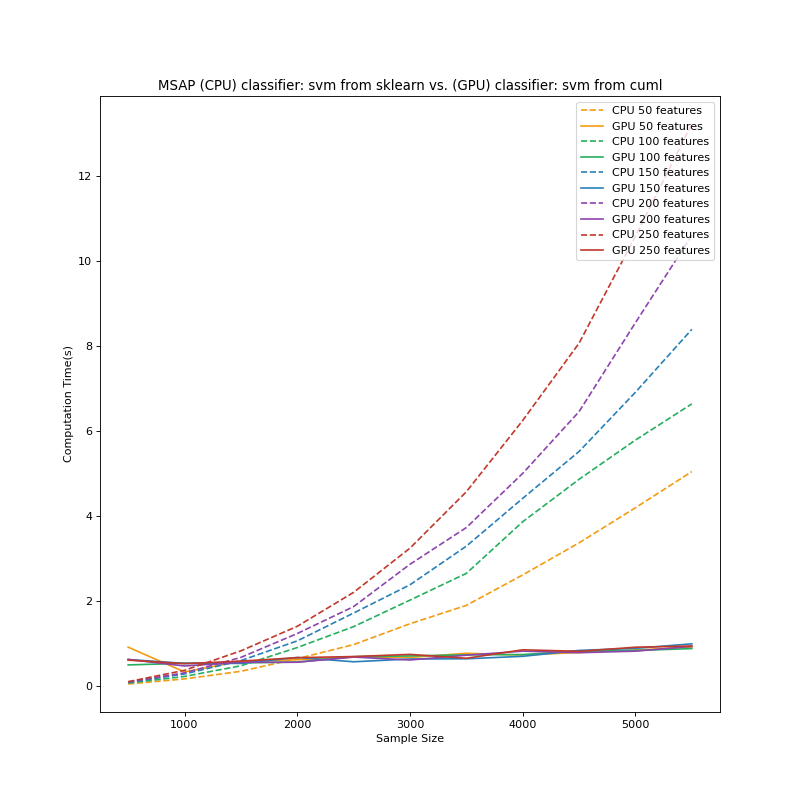 MSAP (CPU) classifier: svm from sklearn vs. (GPU) classifier: svm from cuml
CPU 50 features
GPU 50 features
CPU 100 features
GPU 100 features
CPU 150 features
GPU 150 features
CPU 200 features
GPU 200 features
CPU 250 features
GPU 250 features
12
10
8
6
4
2
0
Computation Time(s)
1000 2000 3000 4000 5000
Sample Size